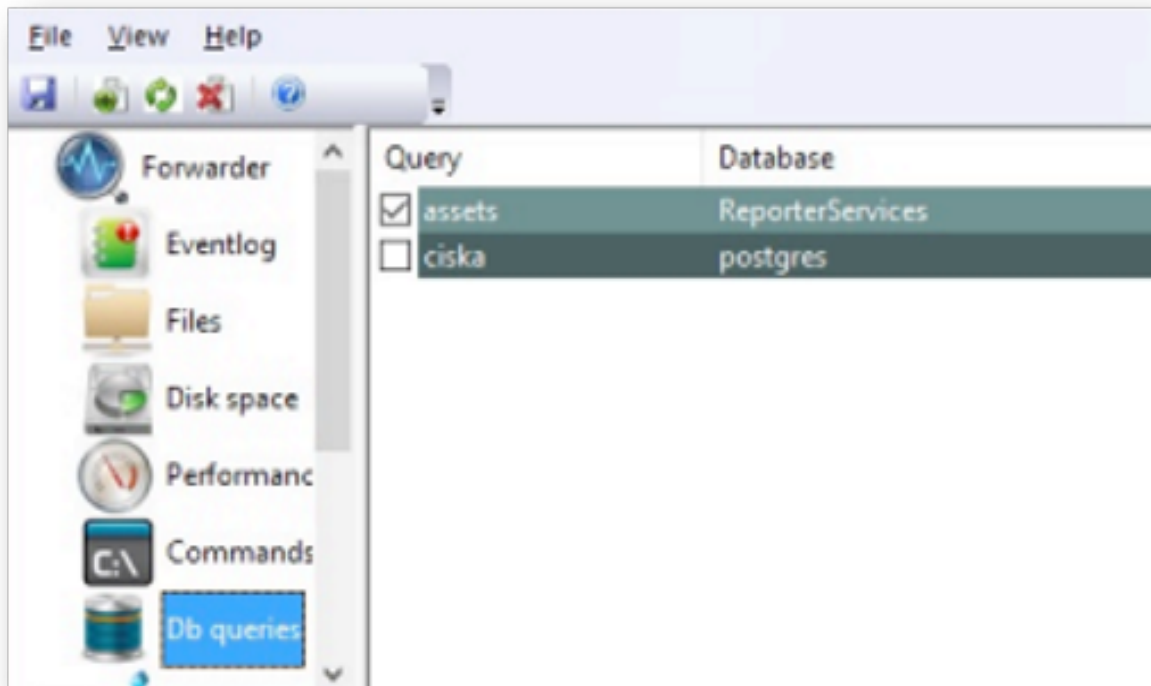 File View Help
Forwarder
Eventlog
Files
Disk space
Performanc
C:\
Commands
Db queries
Query Database
assets ReporterServices
ciska postgres